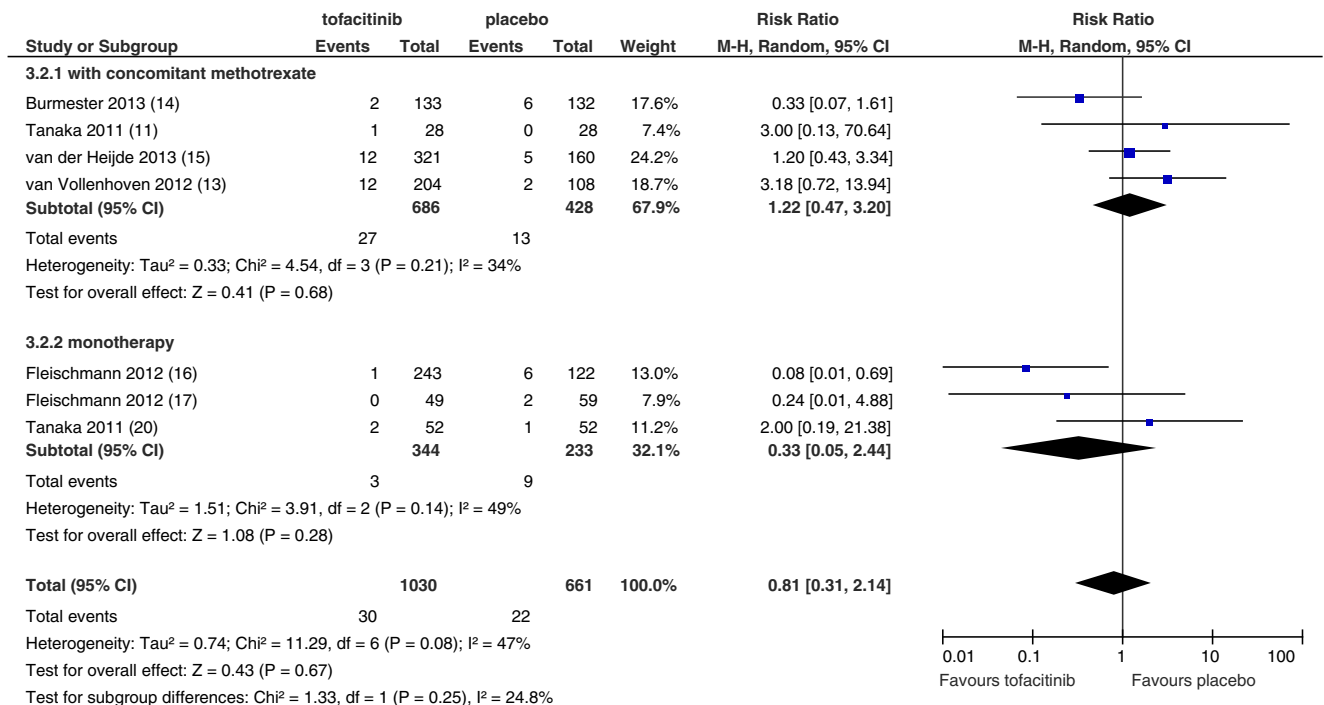 tofacitinib placebo Risk Ratio Risk Ratio
Study or Subgroup Events Total Events Total Weight M-H, Random, 95% CI M-H, Random, 95% CI
3.2.1 with concomitant methotrexate
Burmester 2013 (14) 2 133 6 132 17.6% 0.33 [0.07, 1.61]
Tanaka 2011 (11) 1 28 0 28 7.4% 3.00 [0.13, 70.64]
van der Heijde 2013 (15) 12 321 5 160 24.2% 1.20 [0.43, 3.34]
van Vollenhoven 2012 (13) 12 204 2 108 18.7% 3.18 [0.72, 13.94]
Subtotal (95% CI) 686 428 67.9% 1.22 [0.47, 3.20]
Total events 27 13
Heterogeneity: Tau² = 0.33; Chi² = 4.54, df = 3 (P = 0.21); I² = 34%
Test for overall effect: Z = 0.41 (P = 0.68)
3.2.2 monotherapy
Fleischmann 2012 (16) 1 243 6 122 13.0% 0.08 [0.01, 0.69]
Fleischmann 2012 (17) 0 49 2 59 7.9% 0.24 [0.01, 4.88]
Tanaka 2011 (20) 2 52 1 52 11.2% 2.00 [0.19, 21.38]
Subtotal (95% CI) 344 233 32.1% 0.33 [0.05, 2.44]
Total events 3 9
Heterogeneity: Tau² = 1.51; Chi² = 3.91, df = 2 (P = 0.14); I² = 49%
Test for overall effect: Z = 1.08 (P = 0.28)
Total (95% CI) 1030 661 100.0% 0.81 [0.31, 2.14]
Total events 30 22
Heterogeneity: Tau² = 0.74; Chi² = 11.29, df = 6 (P = 0.08); I² = 47%
Test for overall effect: Z = 0.43 (P = 0.67)
Test for subgroup differences: Chi² = 1.33, df = 1 (P = 0.25), I² = 24.8%
0.01 0.1 1 10 100
Favours tofacitinib Favours placebo